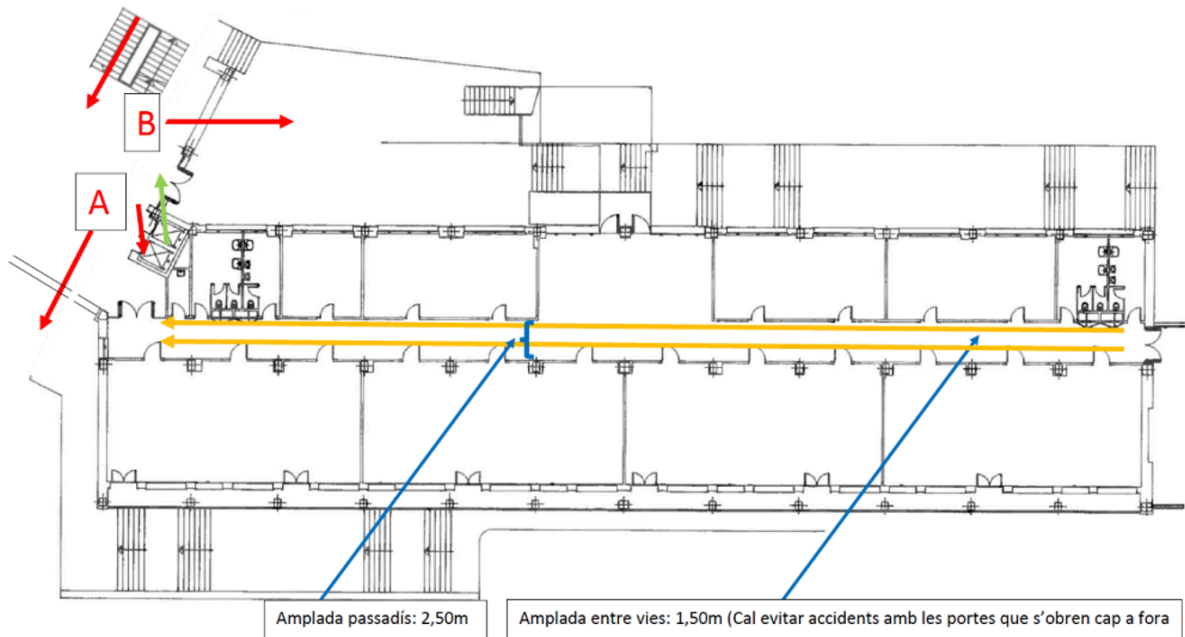 B
A
Amplada passadís: 2,50m
Amplada entre vies: 1,50m (Cal evitar accidents amb les portes que s'obren cap a fora